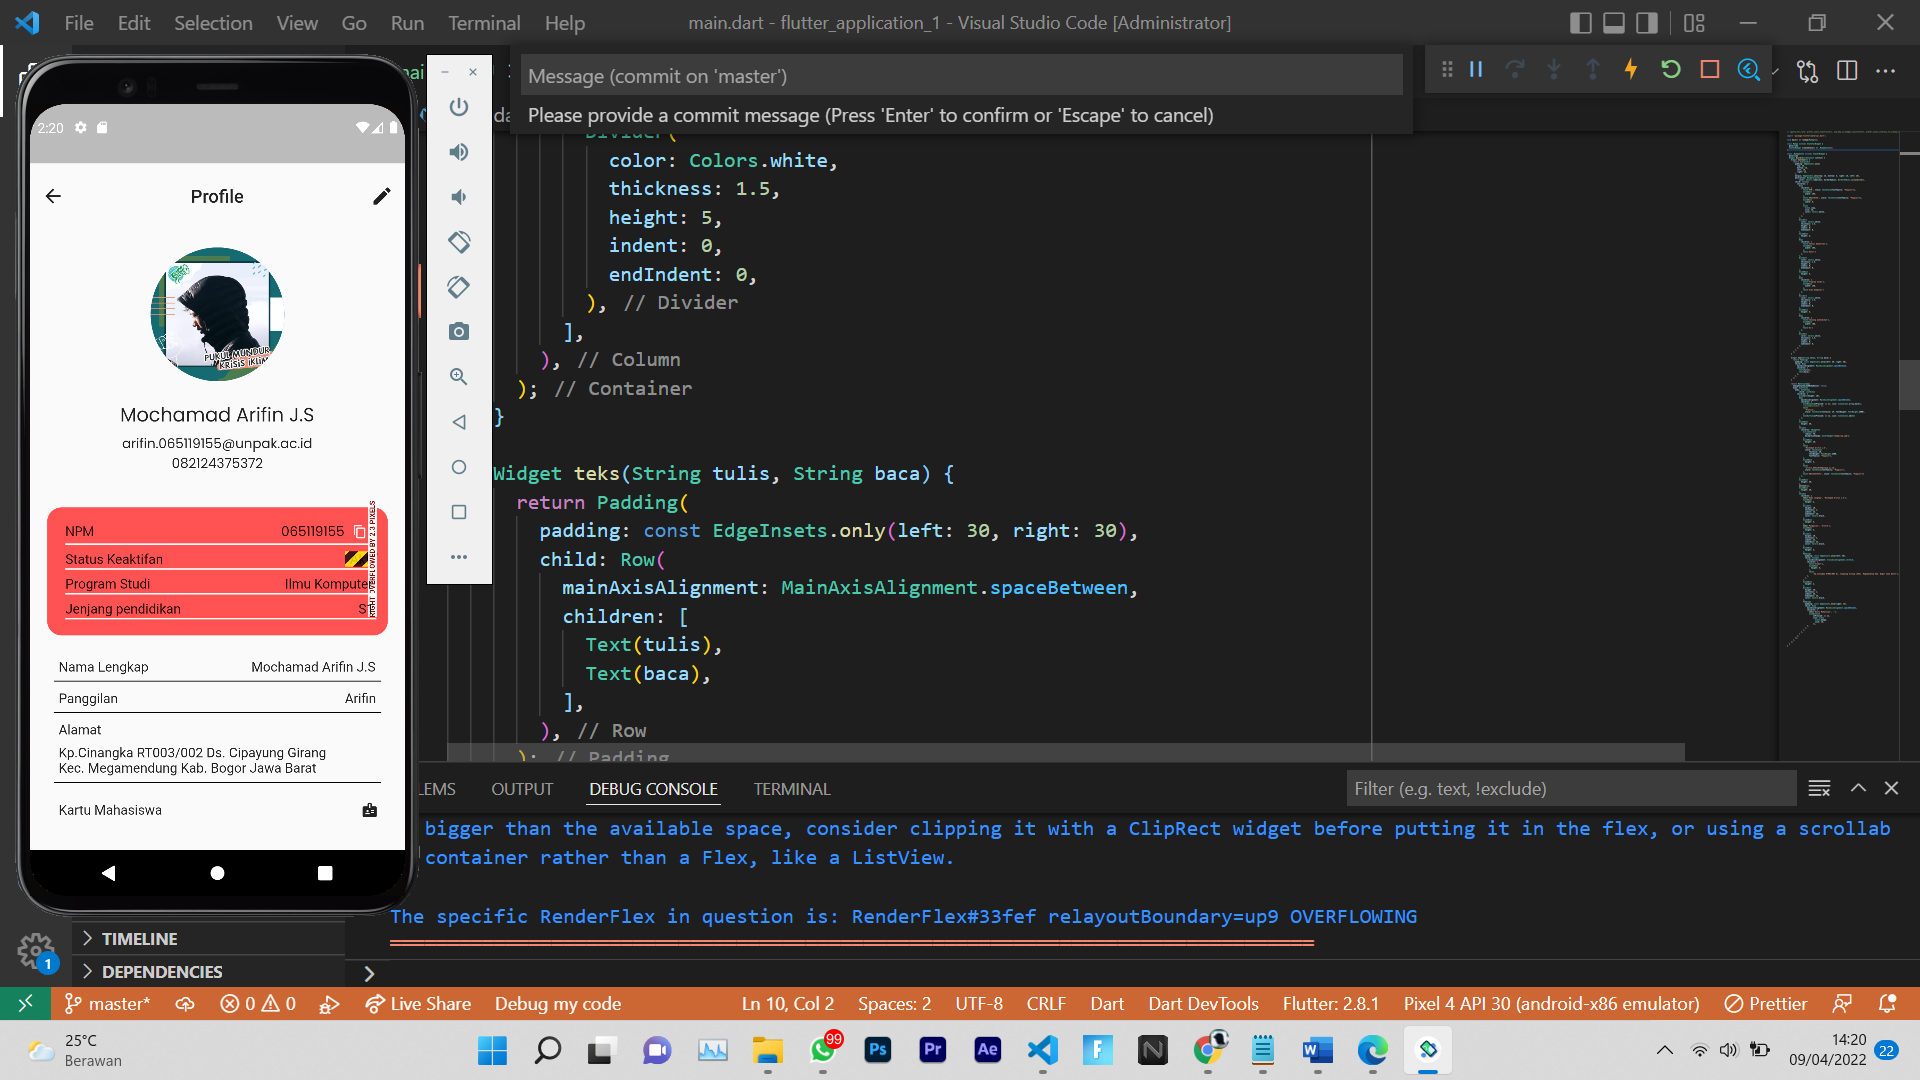 File Edit Selection View Go Run Terminal Help
main.dart - flutter_application_1 - Visual Studio Code [Administrator]
Message (commit on 'master')
Please provide a commit message (Press 'Enter' to confirm or 'Escape' to cancel)
2:20
Profile
PUKUL MUNDUR
KRISIS IKLIM
Mochamad Arifin J.S
arifin.065119155@unpak.ac.id
082124375372
NPM 065119155
Status Keaktifan
Program Studi Ilmu Komputer
Jenjang pendidikan
RIGHT OVERFLOWED BY 2.3 PIXELS
Nama Lengkap Mochamad Arifin J.S
Panggilan Arifin
Alamat
Kp.Cinangka RT003/002 Ds. Cipayung Girang
Kec. Megamendung Kab. Bogor Jawa Barat
Kartu Mahasiswa
Divider(
color: Colors.white,
thickness: 1.5,
height: 5,
indent: 0,
endIndent: 0,
), // Divider
],
), // Column
); // Container
}
Widget teks(String tulis, String baca) {
return Padding(
padding: const EdgeInsets.only(left: 30, right: 30),
child: Row(
mainAxisAlignment: MainAxisAlignment.spaceBetween,
children: [
Text(tulis),
Text(baca),
],
), // Row
); // Padding
LEMS OUTPUT DEBUG CONSOLE TERMINAL
Filter (e.g. text, !exclude)
bigger than the available space, consider clipping it with a ClipRect widget before putting it in the flex, or using a scrollab
container rather than a Flex, like a ListView.
The specific RenderFlex in question is: RenderFlex#33fef relayoutBoundary=up9 OVERFLOWING
TIMELINE
DEPENDENCIES
1
master* 0 0 Live Share Debug my code Ln 10, Col 2 Spaces: 2 UTF-8 CRLF Dart Dart DevTools Flutter: 2.8.1 Pixel 4 API 30 (android-x86 emulator) Prettier
25°C
Berawan
99
Ps Pr Ae F N W
14:20
09/04/2022
22